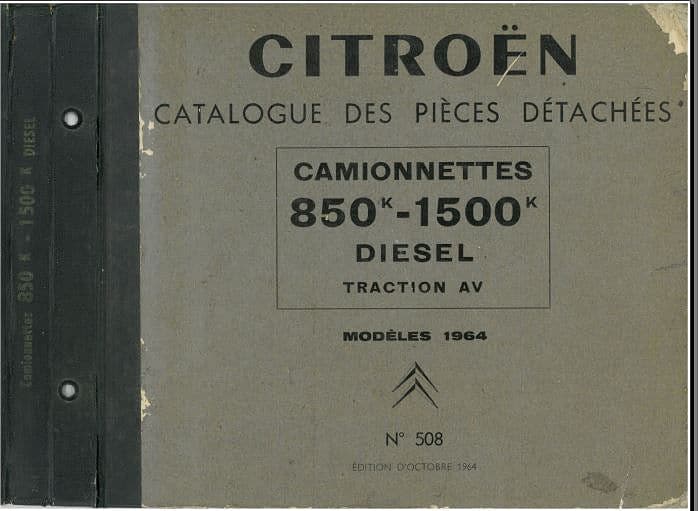 Camionnettes 850 K - 1500 K DIESEL
CITROËN
CATALOGUE DES PIÈCES DÉTACHÉES
CAMIONNETTES
850K-1500K
DIESEL
TRACTION AV
MODÈLES 1964
N° 508
ÉDITION D'OCTOBRE 1964